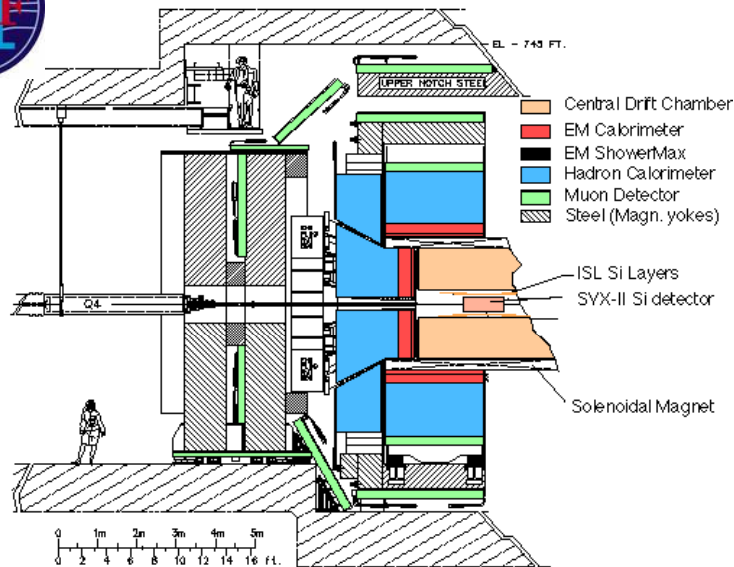 EL - 745 FT.
UPPER NOTCH STEEL
Central Drift Chamber
EM Calorimeter
EM ShowerMax
Hadron Calorimeter
Muon Detector
Steel (Magn. yokes)
ISL Si Layers
SVX-II Si detector
Q4
Solenoidal Magnet
0 1m 2m 3m 4m 5m
0 2 4 6 8 10 12 14 16 ft.